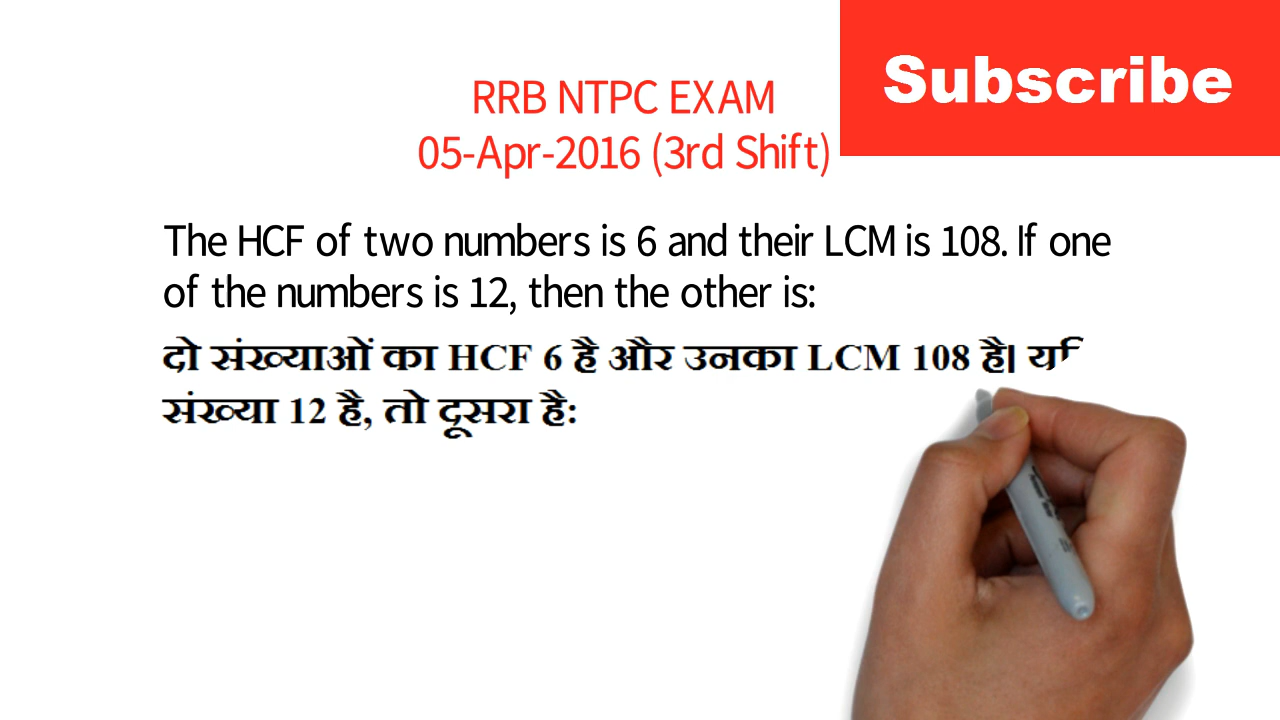 Subscribe
RRB NTPC EXAM
05-Apr-2016 (3rd Shift)
The HCF of two numbers is 6 and their LCM is 108. If one
of the numbers is 12, then the other is:
दो संख्याओं का HCF 6 है और उनका LCM 108 है।
संख्या 12 है, तो दूसरा है: